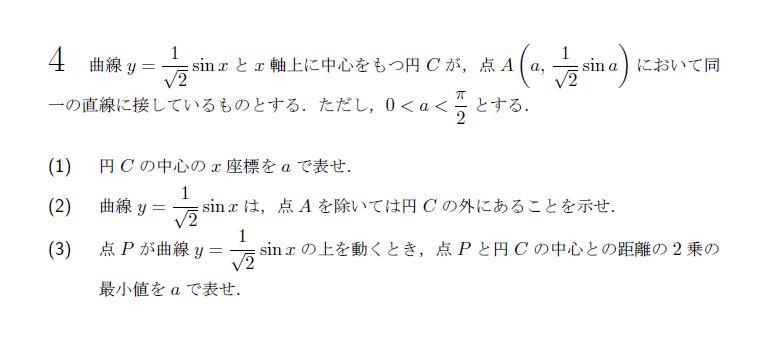 4 曲線 $y = \frac{1}{\sqrt{2}} \sin x$ と $x$ 軸上に中心をもつ円 $C$ が，点 $A\left(a, \frac{1}{\sqrt{2}} \sin a\right)$ において同
一の直線に接しているものとする．ただし，$0 < a < \frac{\pi}{2}$ とする．
(1) 円 $C$ の中心の $x$ 座標を $a$ で表せ．
(2) 曲線 $y = \frac{1}{\sqrt{2}} \sin x$ は，点 $A$ を除いては円 $C$ の外にあることを示せ．
(3) 点 $P$ が曲線 $y = \frac{1}{\sqrt{2}} \sin x$ の上を動くとき，点 $P$ と円 $C$ の中心との距離の 2 乗の
最小値を $a$ で表せ．